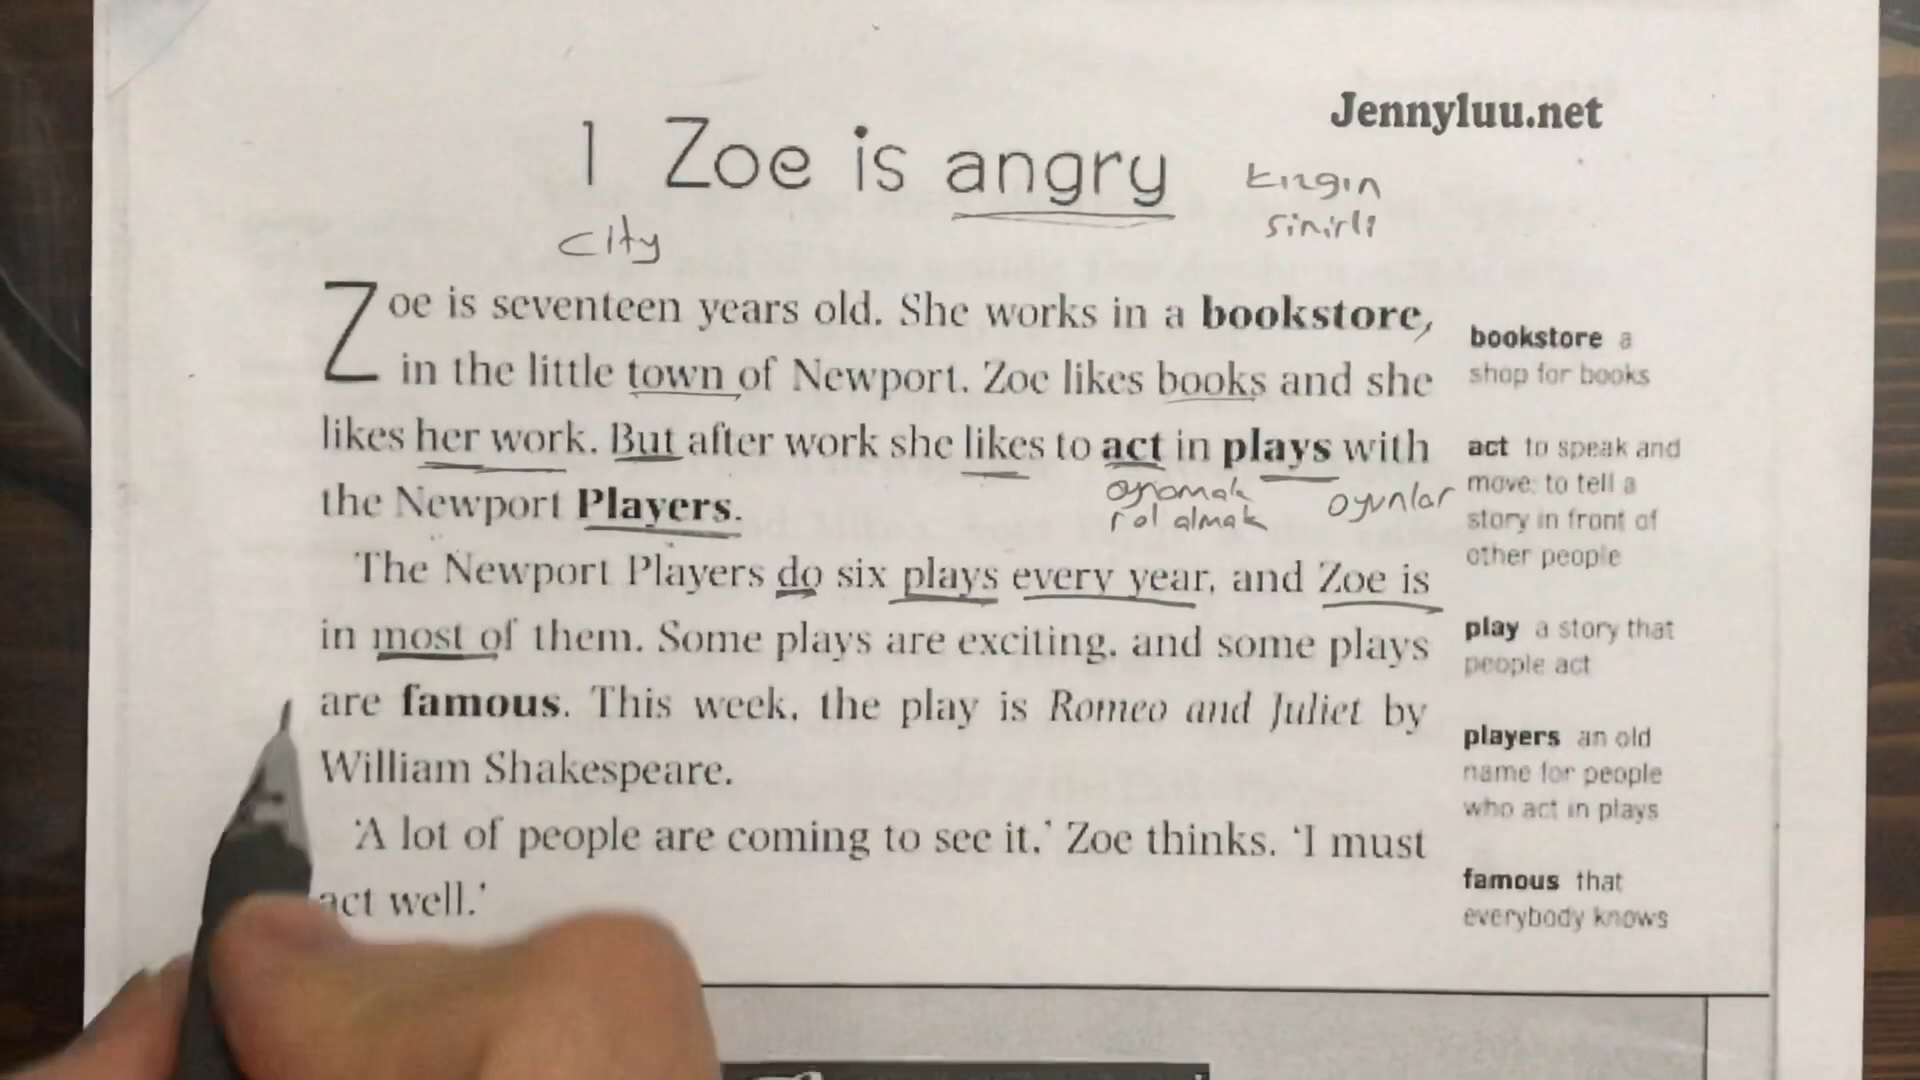 Jennyluu.net
1 Zoe is angry
kızgın
sinirli
city
Zoe is seventeen years old. She works in a bookstore,
in the little town of Newport. Zoe likes books and she
likes her work. But after work she likes to act in plays with
oynamak
rol almak
oyunlar
the Newport Players.
The Newport Players do six plays every year, and Zoe is
in most of them. Some plays are exciting, and some plays
are famous. This week, the play is Romeo and Juliet by
William Shakespeare.
‘A lot of people are coming to see it,’ Zoe thinks. ‘I must
act well.’
bookstore a
shop for books
act to speak and
move; to tell a
story in front of
other people
play a story that
people act
players an old
name for people
who act in plays
famous that
everybody knows